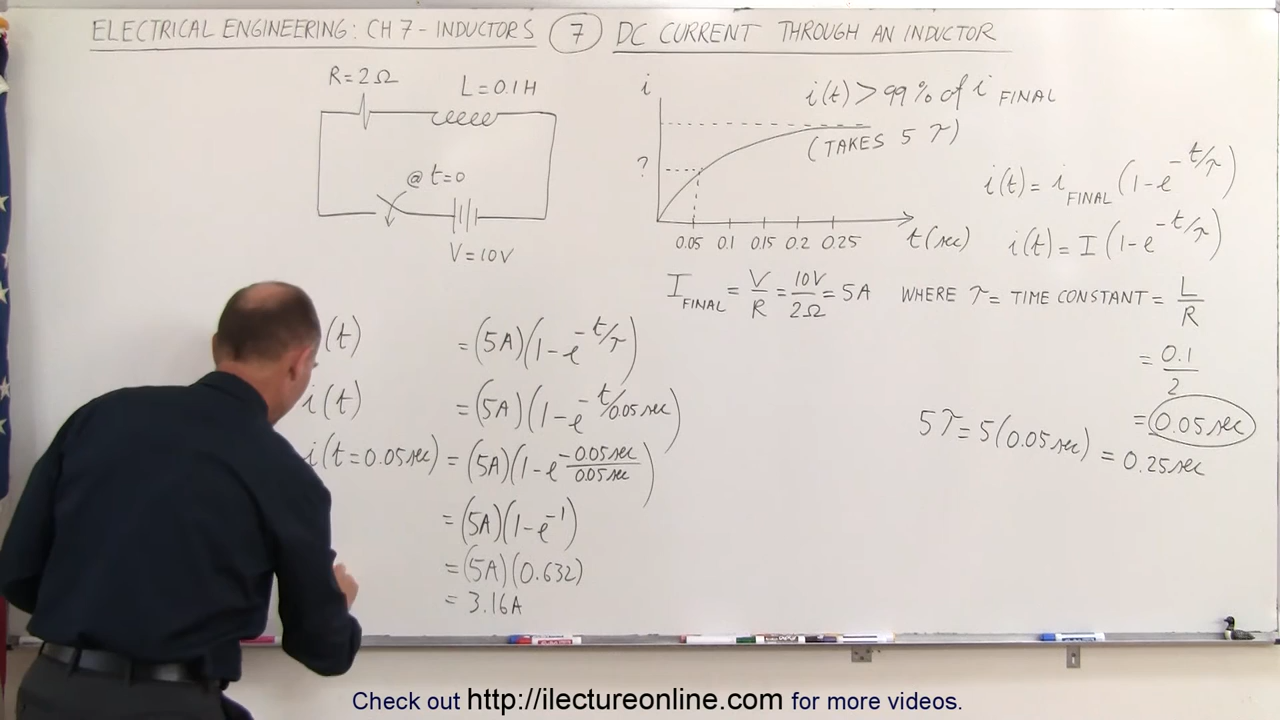 ELECTRICAL ENGINEERING: CH 7 - INDUCTORS 7 DC CURRENT THROUGH AN INDUCTOR
R=2Ω
L=0.1H
@ t=0
V=10V
i
i(t) > 99% of i FINAL
(TAKES 5 τ)
?
0.05 0.1 0.15 0.2 0.25 t(sec)
i(t) = i FINAL (1-e^-t/τ)
i(t) = I (1-e^-t/τ)
I FINAL = V/R = 10V/2Ω = 5A WHERE τ = TIME CONSTANT = L/R
= 0.1/2
= 0.05 sec
5τ = 5(0.05 sec) = 0.25 sec
(t) = (5A)(1-e^-t/τ)
i(t) = (5A)(1-e^-t/0.05 sec)
i(t=0.05 sec) = (5A)(1-e^-0.05 sec/0.05 sec)
= (5A)(1-e^-1)
= (5A)(0.632)
= 3.16A
Check out http://ilectureonline.com for more videos.